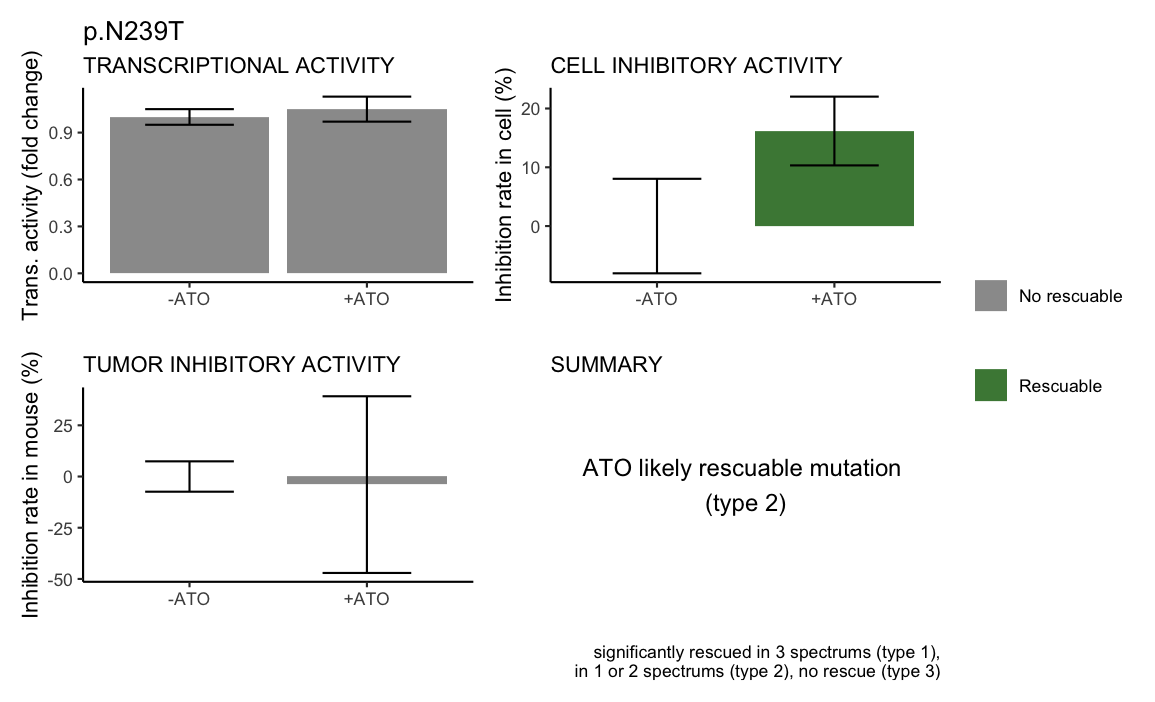 p.N239T
TRANSCRIPTIONAL ACTIVITY
Trans. activity (fold change)
0.9
0.6
0.3
0.0
-ATO
+ATO
CELL INHIBITORY ACTIVITY
Inhibition rate in cell (%)
20
10
0
-ATO
+ATO
No rescuable
Rescuable
TUMOR INHIBITORY ACTIVITY
Inhibition rate in mouse (%)
25
0
-25
-50
-ATO
+ATO
SUMMARY
ATO likely rescuable mutation
(type 2)
significantly rescued in 3 spectrums (type 1),
in 1 or 2 spectrums (type 2), no rescue (type 3)